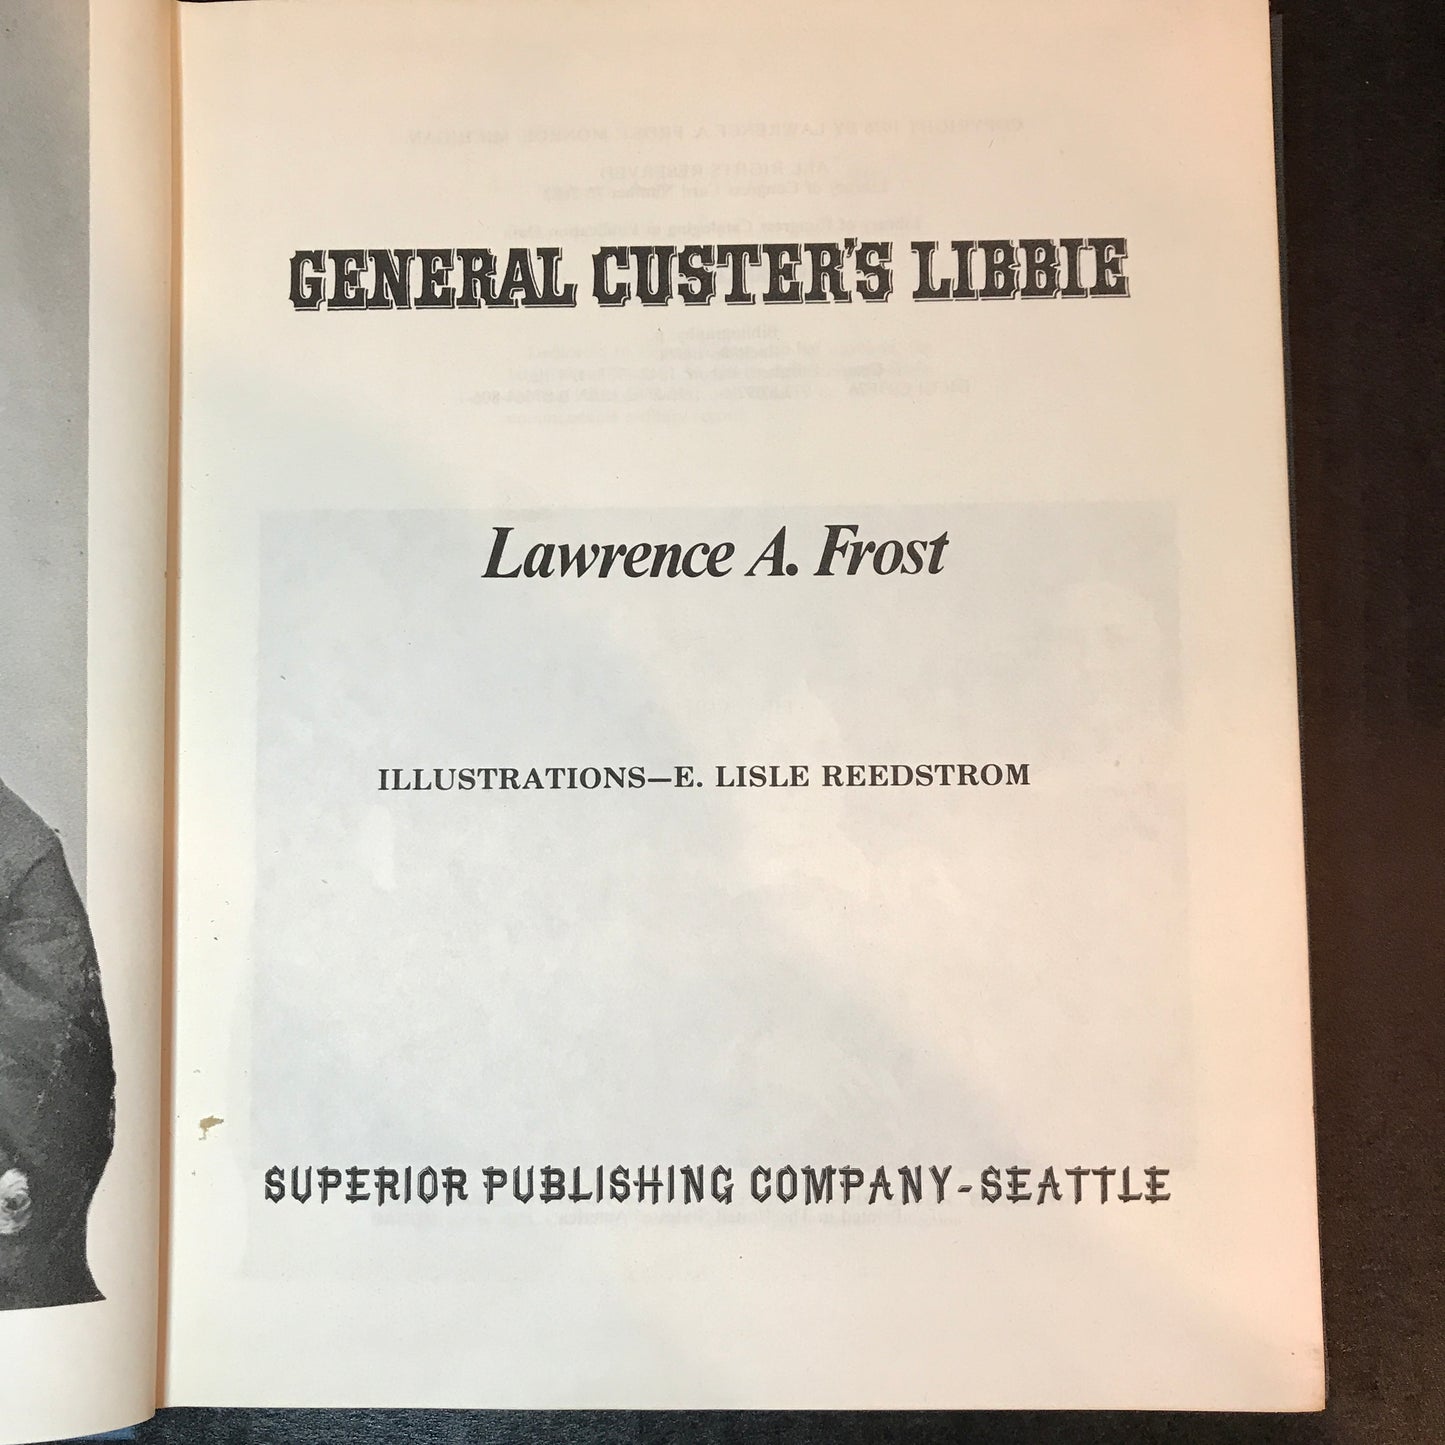 GENERAL CUSTER'S LIBBIE
Lawrence A. Frost
ILLUSTRATIONS—E. LISLE REEDSTROM
SUPERIOR PUBLISHING COMPANY-SEATTLE